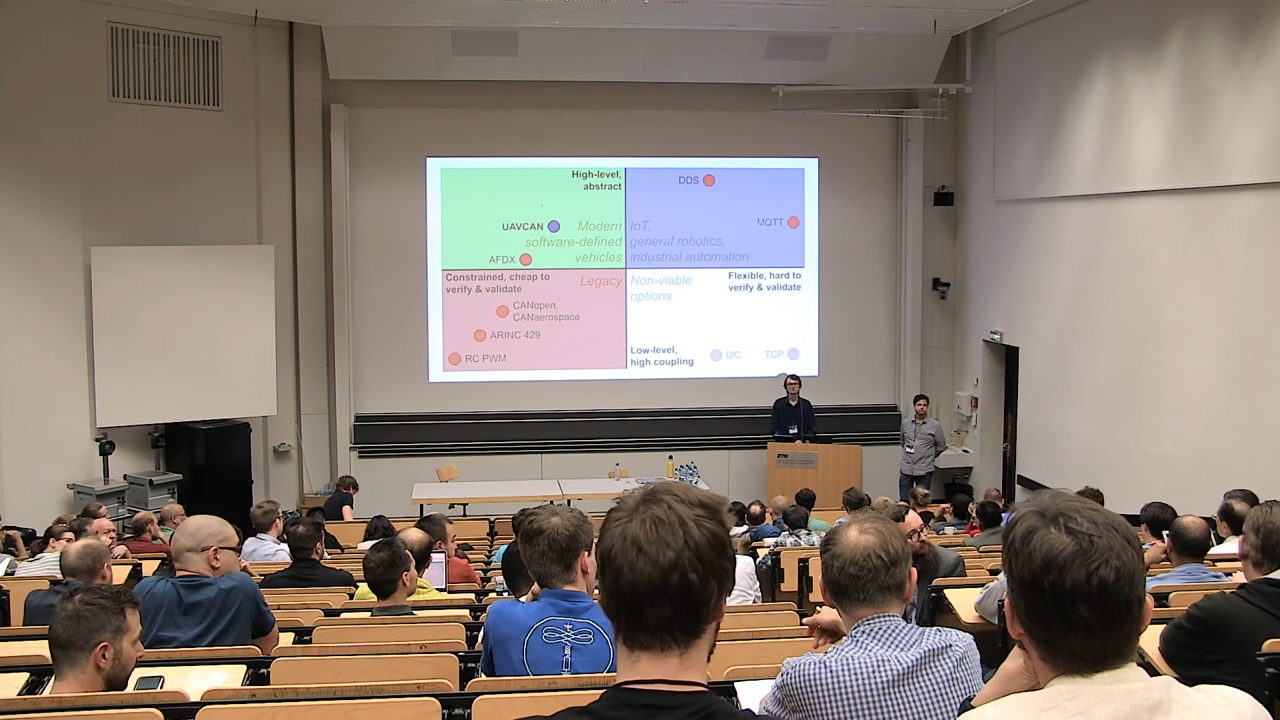 High-level,
abstract
DDS
UAVCAN
Modern
software-defined
vehicles
IoT,
general robotics,
industrial automation
MQTT
AFDX
Constrained, cheap to
verify & validate
Legacy
Non-viable
options
Flexible, hard to
verify & validate
CANopen,
CANaerospace
ARINC 429
RC PWM
Low-level,
high coupling
I2C
TCP
ETH